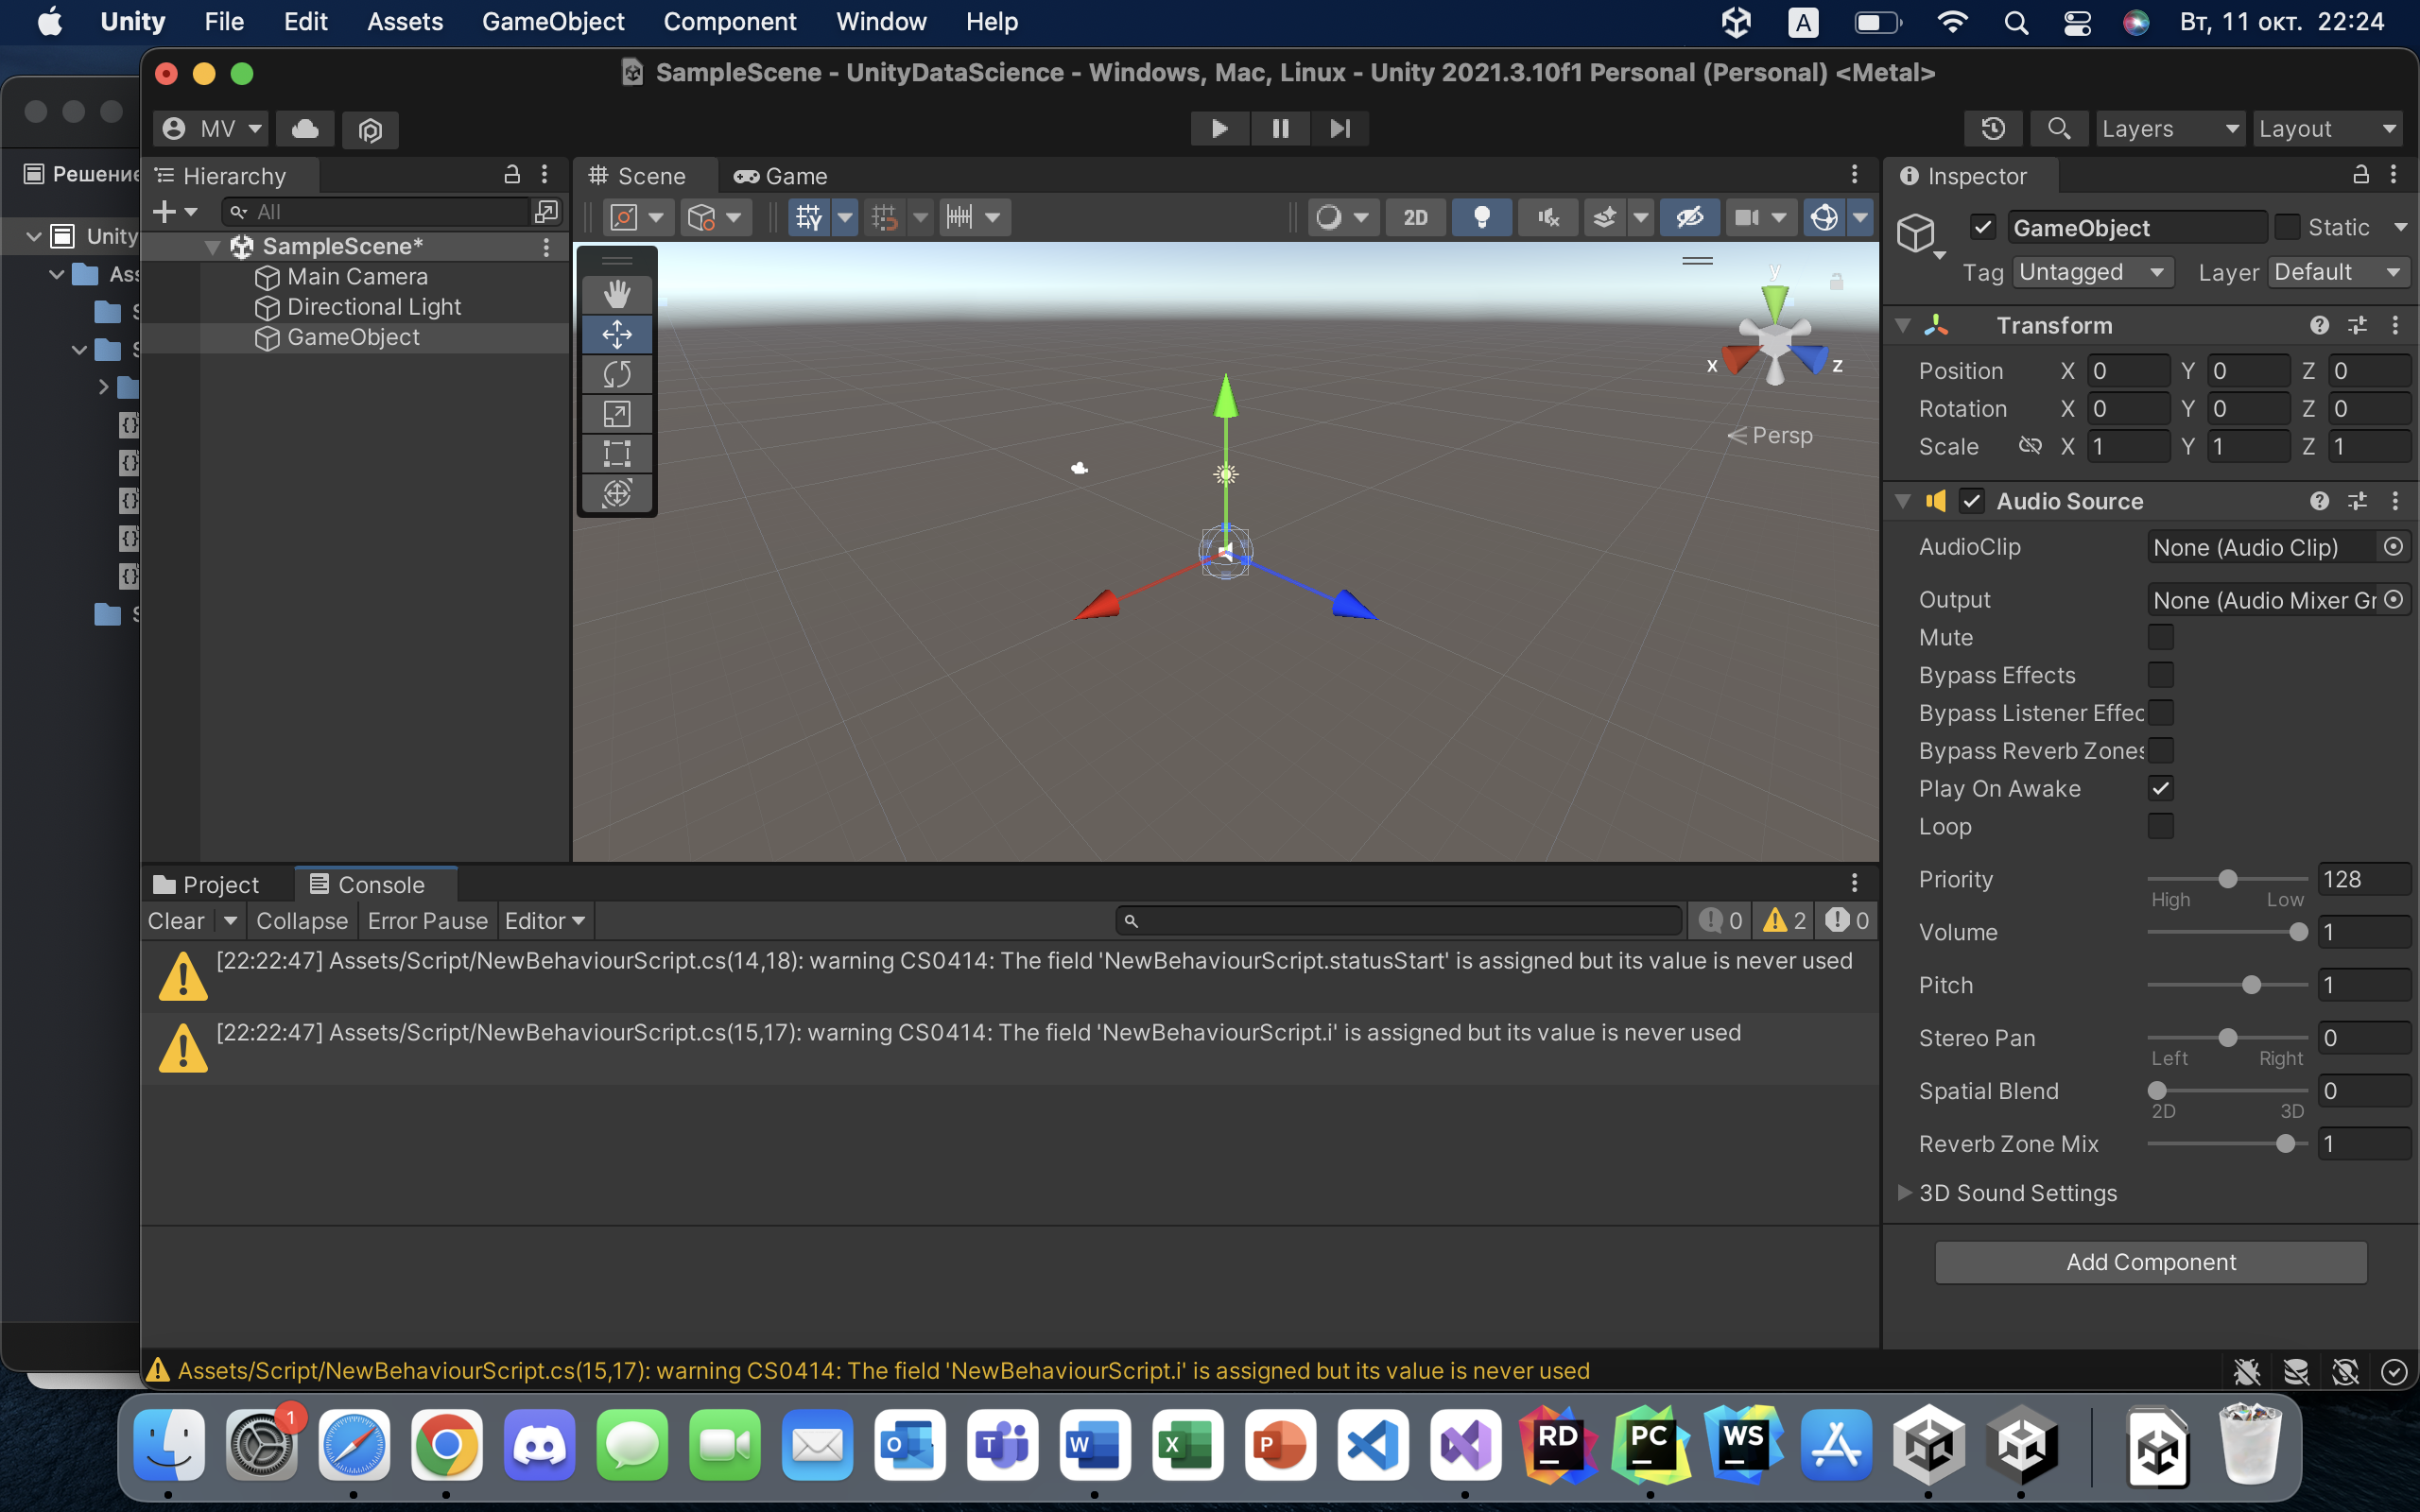 Unity File Edit Assets GameObject Component Window Help A Вт, 11 окт. 22:24
SampleScene - UnityDataScience - Windows, Mac, Linux - Unity 2021.3.10f1 Personal (Personal) <Metal>
MV Layers Layout
Решение
Unity
Ass
Hierarchy
All
SampleScene*
Main Camera
Directional Light
GameObject
Scene Game
2D
y
x
z
Persp
Inspector
GameObject Static
Tag Untagged Layer Default
Transform
Position X 0 Y 0 Z 0
Rotation X 0 Y 0 Z 0
Scale X 1 Y 1 Z 1
Audio Source
AudioClip None (Audio Clip)
Output None (Audio Mixer Gr
Mute
Bypass Effects
Bypass Listener Effec
Bypass Reverb Zones
Play On Awake
Loop
Priority 128
High Low
Volume 1
Pitch 1
Stereo Pan 0
Left Right
Spatial Blend 0
2D 3D
Reverb Zone Mix 1
3D Sound Settings
Add Component
Project Console
Clear Collapse Error Pause Editor 0 2 0
[22:22:47] Assets/Script/NewBehaviourScript.cs(14,18): warning CS0414: The field 'NewBehaviourScript.statusStart' is assigned but its value is never used
[22:22:47] Assets/Script/NewBehaviourScript.cs(15,17): warning CS0414: The field 'NewBehaviourScript.i' is assigned but its value is never used
Assets/Script/NewBehaviourScript.cs(15,17): warning CS0414: The field 'NewBehaviourScript.i' is assigned but its value is never used
1 O T W X P RD PC WS